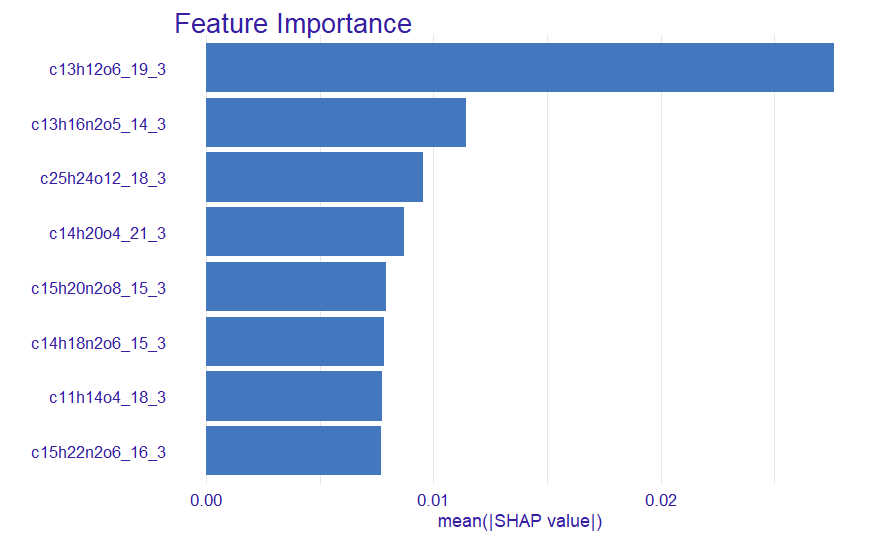 Feature Importance
c13h12o6_19_3
c13h16n2o5_14_3
c25h24o12_18_3
c14h20o4_21_3
c15h20n2o8_15_3
c14h18n2o6_15_3
c11h14o4_18_3
c15h22n2o6_16_3
0.00 0.01 0.02
mean(|SHAP value|)